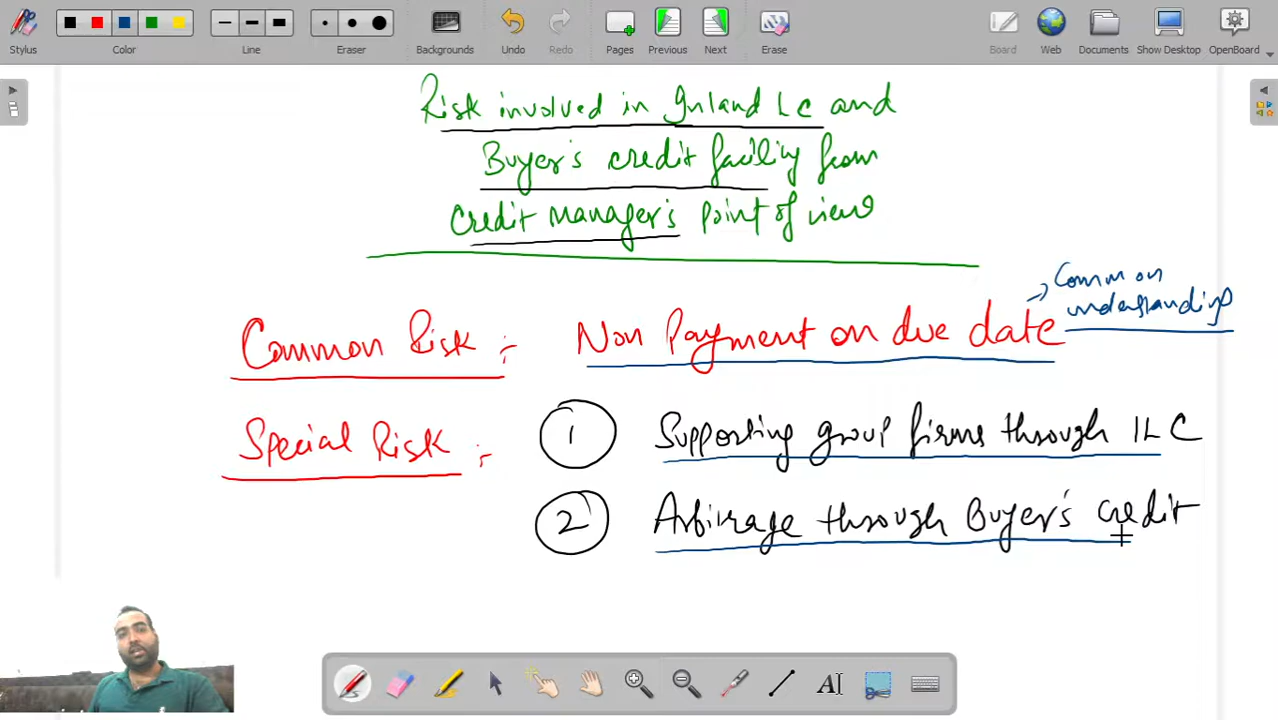 Stylus
Color
Line
Eraser
Backgrounds
Undo
Redo
Pages
Previous
Next
Erase
Board
Web
Documents
Show Desktop
OpenBoard
Risk involved in Inland LC and
Buyer's credit facility from
credit manager's point of view
Common Risk :- Non Payment on due date
Common
understanding
Special Risk :- 1 Supporting group firms through ILC
2 Arbitrage through Buyer's credit
AI